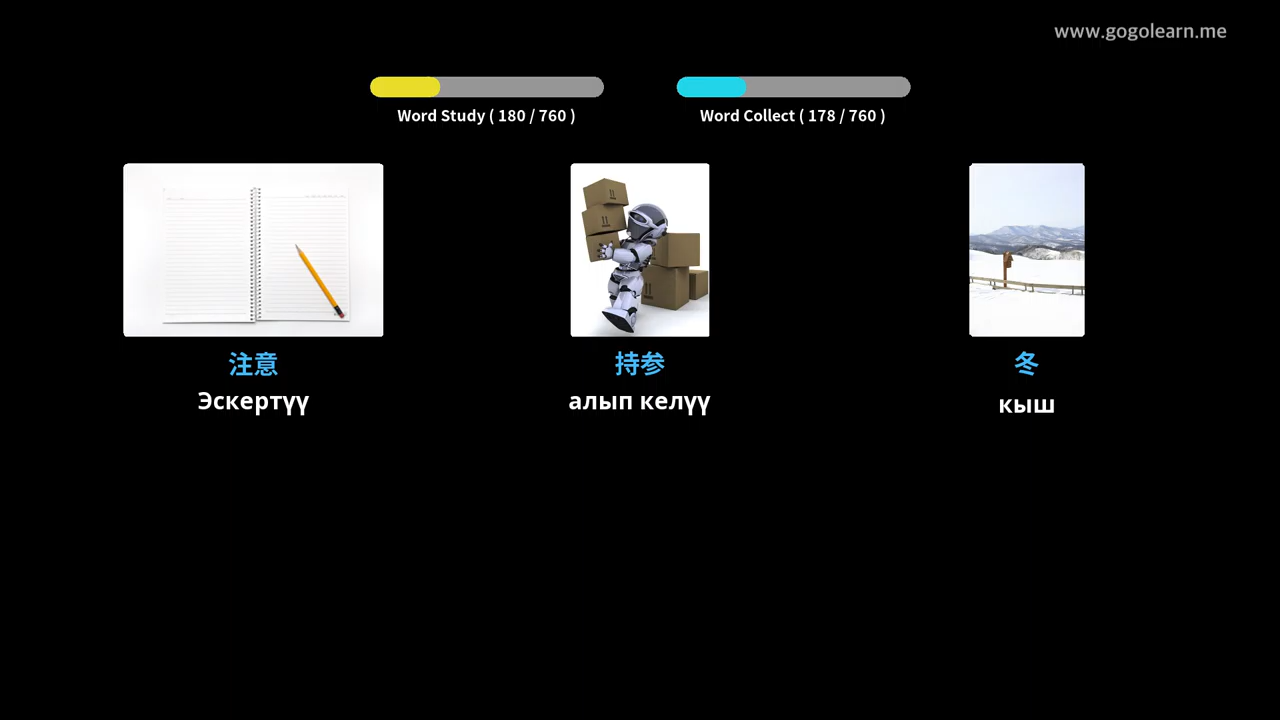 www.gogolearn.me
Word Study ( 180 / 760 )
Word Collect ( 178 / 760 )
注意
Эскертүү
持参
алып келүү
冬
кыш